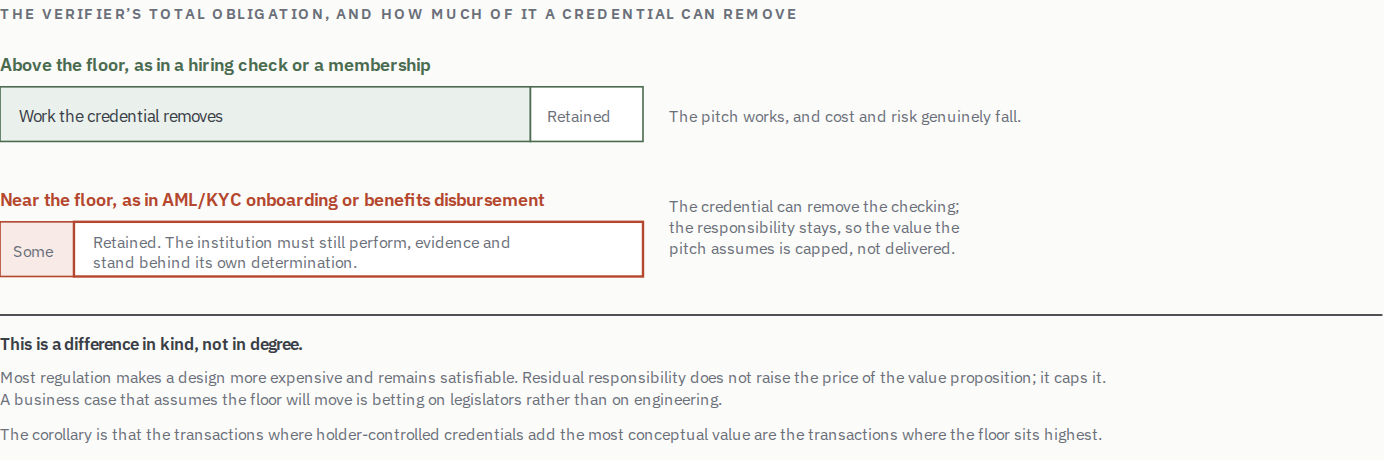 THE VERIFIER’S TOTAL OBLIGATION, AND HOW MUCH OF IT A CREDENTIAL CAN REMOVE
Above the floor, as in a hiring check or a membership
Work the credential removes
Retained
The pitch works, and cost and risk genuinely fall.
Near the floor, as in AML/KYC onboarding or benefits disbursement
Some
Retained. The institution must still perform, evidence and
stand behind its own determination.
The credential can remove the checking;
the responsibility stays, so the value the
pitch assumes is capped, not delivered.
This is a difference in kind, not in degree.
Most regulation makes a design more expensive and remains satisfiable. Residual responsibility does not raise the price of the value proposition; it caps it.
A business case that assumes the floor will move is betting on legislators rather than on engineering.
The corollary is that the transactions where holder-controlled credentials add the most conceptual value are the transactions where the floor sits highest.